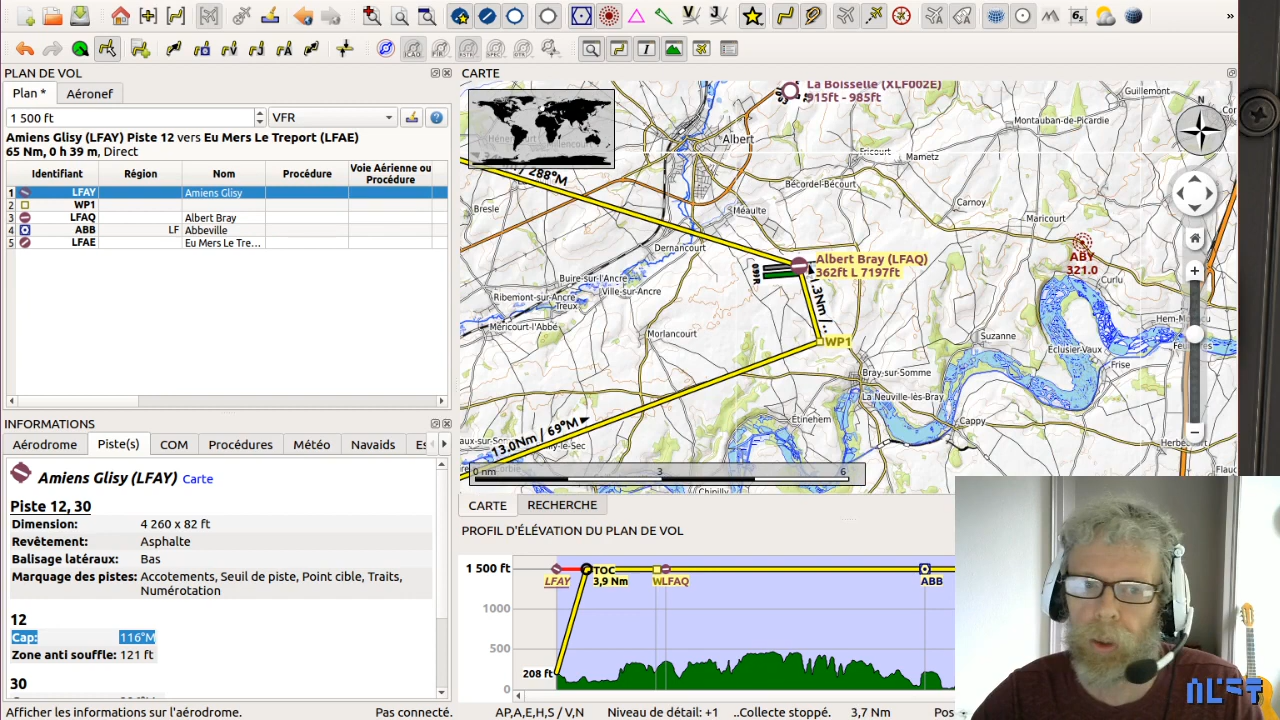 PLAN DE VOL
Plan *
Aéronef
1 500 ft
VFR
Amiens Glisy (LFAY) Piste 12 vers Eu Mers Le Treport (LFAE)
65 Nm, 0 h 39 m, Direct
Identifiant
Région
Nom
Procédure
Voie Aérienne ou
Procédure
1 LFAY Amiens Glisy
2 WP1
3 LFAQ Albert Bray
4 ABB LF Abbeville
5 LFAE Eu Mers Le Tre...
INFORMATIONS
Aérodrome
Piste(s)
COM
Procédures
Météo
Navaids
Es
Amiens Glisy (LFAY) Carte
Piste 12, 30
Dimension: 4 260 x 82 ft
Revêtement: Asphalte
Balisage latéraux: Bas
Marquage des pistes: Accotements, Seuil de piste, Point cible, Traits,
Numérotation
12
Cap: 116°M
Zone anti souffle: 121 ft
30
CARTE
La Boisselle (XLF002E)
915ft - 985ft
Guillemont
Montauban-de-Picardie
Albert
Fricourt
Mametz
/ 288°M
Bécordel-Bécourt
Carnoy
Bresle
Méaulte
Maricourt
Dernancourt
Albert Bray (LFAQ)
362ft L 7197ft
ABY
321.0
Curlu
Buire-sur-l'Ancre
Ville-sur-Ancre
Ribemont-sur-Ancre
Treux
Méricourt-l'Abbé
Morlancourt
WP1
Suzanne
Éclusier-Vaux
Frise
Bray-sur-Somme
La Neuville-lès-Bray
Etinehem
Cappy
13.0Nm / 69°M
Chipilly
0 nm 3 6
N
CARTE
RECHERCHE
PROFIL D'ÉLÉVATION DU PLAN DE VOL
1 500 ft
1000
500
208 ft
0
LFAY
TOC
3,9 Nm
LFAQ
ABB
Afficher les informations sur l'aérodrome.
Pas connecté.
AP,A,E,H,S / V,N
Niveau de détail: +1
..Collecte stoppé.
3,7 Nm
Pos